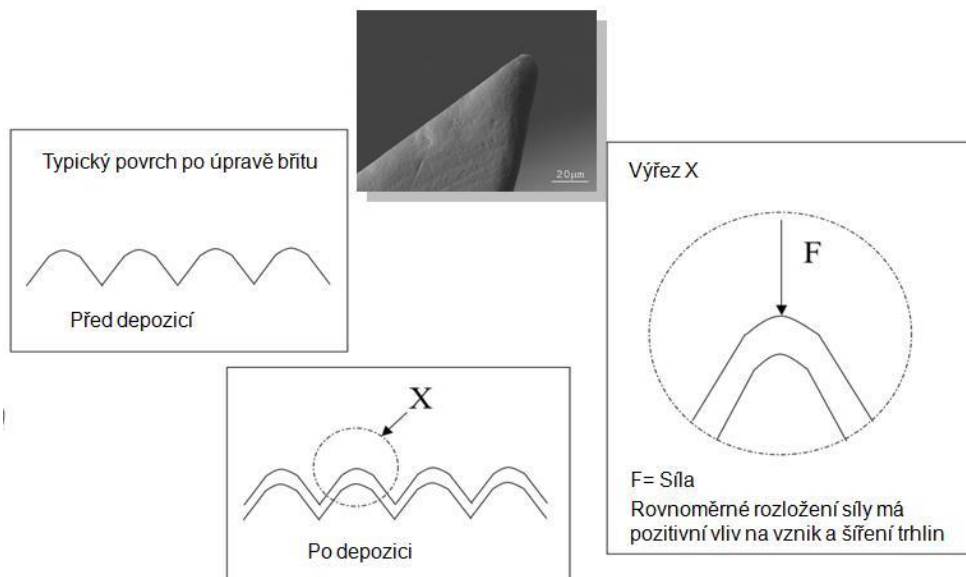 20µm
Typický povrch po úpravě břitu
Před depozicí
Výřez X
F
F= Síla
Rovnoměrné rozložení síly má
pozitivní vliv na vznik a šíření trhlin
X
Po depozici